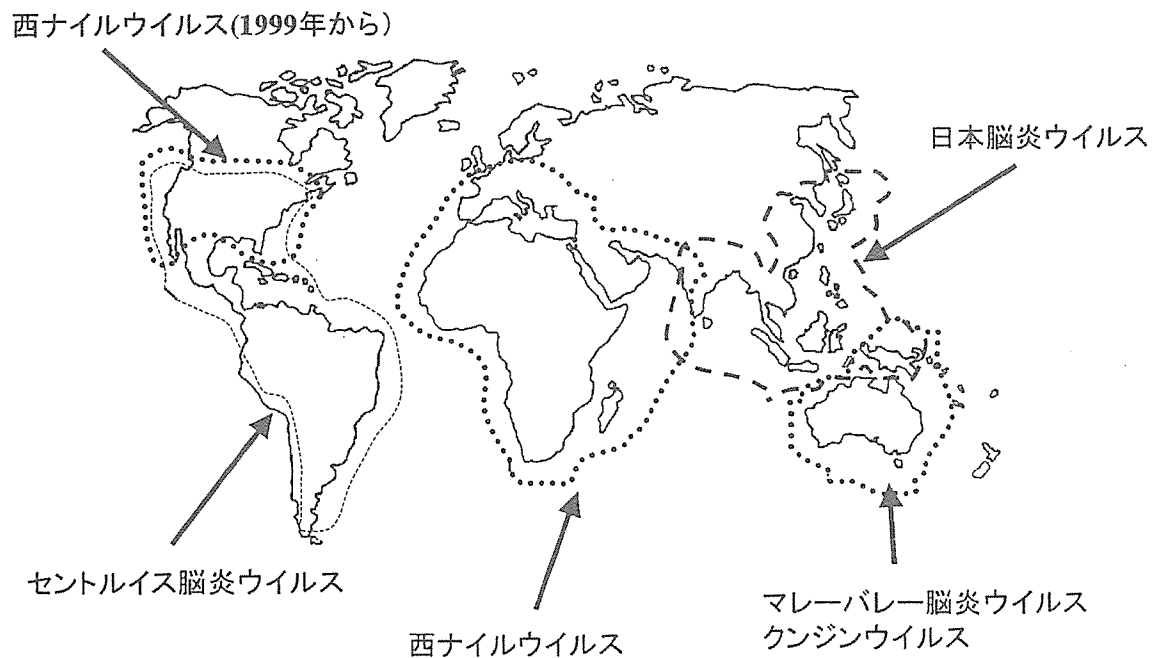 西ナイルウイルス(1999年から）
日本脳炎ウイルス
セントルイス脳炎ウイルス
西ナイルウイルス
マレーバレー脳炎ウイルス
クンジンウイルス